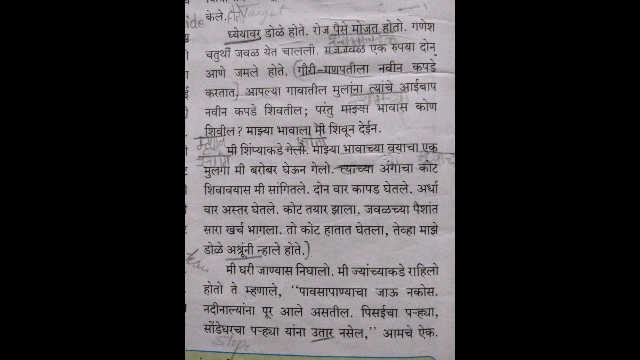 केले.
ध्येयावर डोळे होते. रोज पैसे मोजत होतो. गणेश
चतुर्थी जवळ येत चालली. मजजवळ एक रुपया दोन
आणे जमले होते. गौरी-गणपतीला नवीन कपडे
करतात. आपल्या गावातील मुलांना त्यांचे आईबाप
नवीन कपडे शिवतील; परंतु माझ्या भावास कोण
शिवील? माझ्या भावाला मी शिवून देईन.
मी शिंप्याकडे गेलो. माझ्या भावाच्या वयाचा एक
मुलगा मी बरोबर घेऊन गेलो. त्याच्या अंगाचा कोट
शिवावयास मी सांगितले. दोन वार कापड घेतले. अर्धा
वार अस्तर घेतले. कोट तयार झाला. जवळच्या पैशांत
सारा खर्च भागला. तो कोट हातात घेतला, तेव्हा माझे
डोळे अश्रूंनी न्हाले होते.
मी घरी जाण्यास निघालो. मी ज्यांच्याकडे राहिलो
होतो ते म्हणाले, ‘‘पावसापाण्याचा जाऊ नकोस.
नदीनाल्यांना पूर आले असतील. पिसईचा पऱ्ह्या,
सोंडेघरचा पऱ्ह्या यांना उतार नसेल,’’ आमचे ऐक.